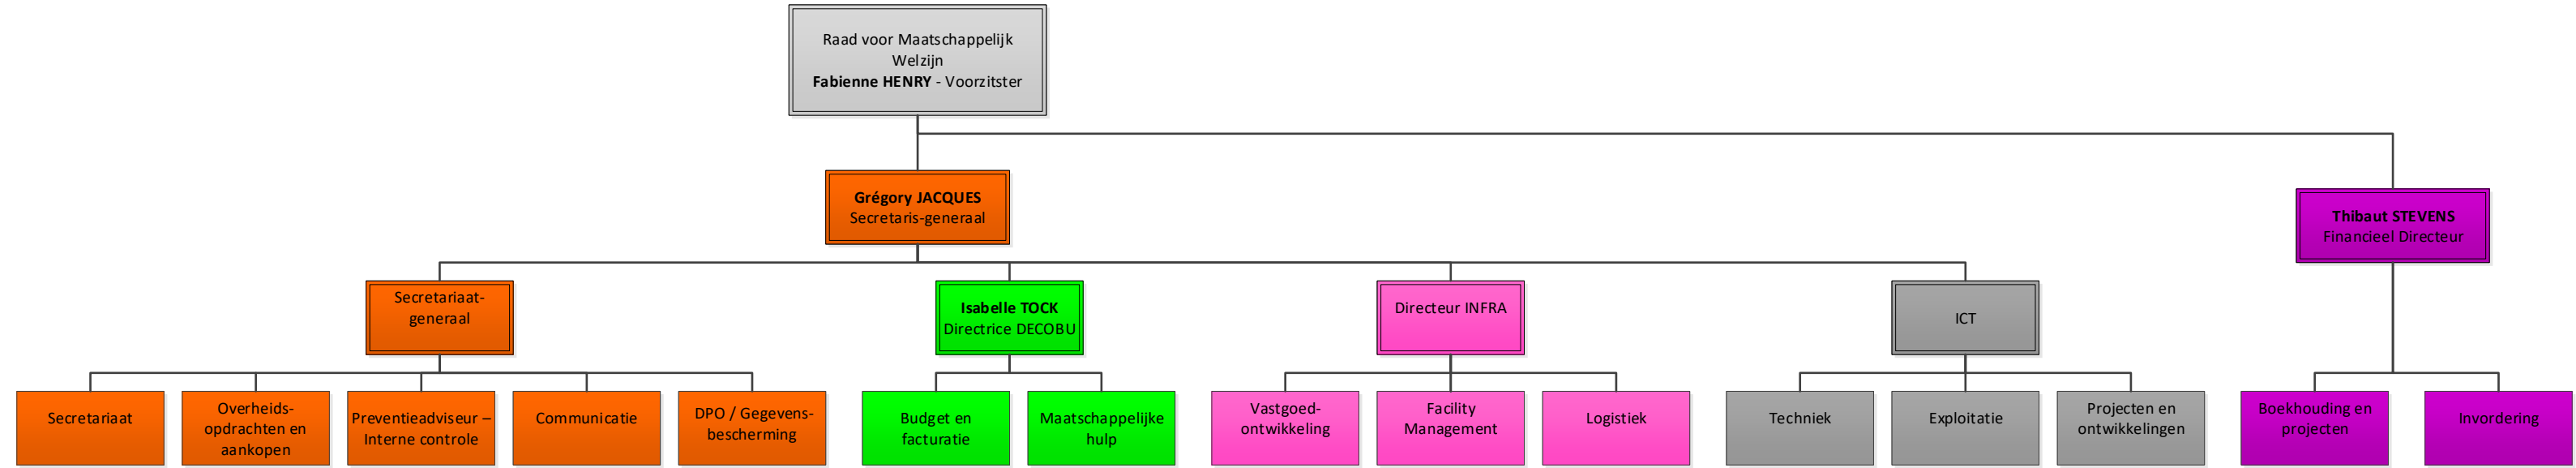 Raad voor Maatschappelijk
Welzijn
Fabienne HENRY - Voorzitster
Grégory JACQUES
Secretaris-generaal
Thibaut STEVENS
Financieel Directeur
Secretariaat-
generaal
Isabelle TOCK
Directrice DECOBU
Directeur INFRA
ICT
Secretariaat
Overheids-
opdrachten en
aankopen
Preventieadviseur –
Interne controle
Communicatie
DPO / Gegevens-
bescherming
Budget en
facturatie
Maatschappelijke
hulp
Vastgoed-
ontwikkeling
Facility
Management
Logistiek
Techniek
Exploitatie
Projecten en
ontwikkelingen
Boekhouding en
projecten
Invordering